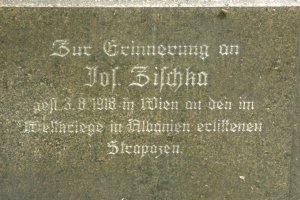 Zur Erinnerung an
Jos. Zischka
gest. 3.8.1918 in Wien an den im
Weltkriege in Albanien erlittenen
Strapazen.